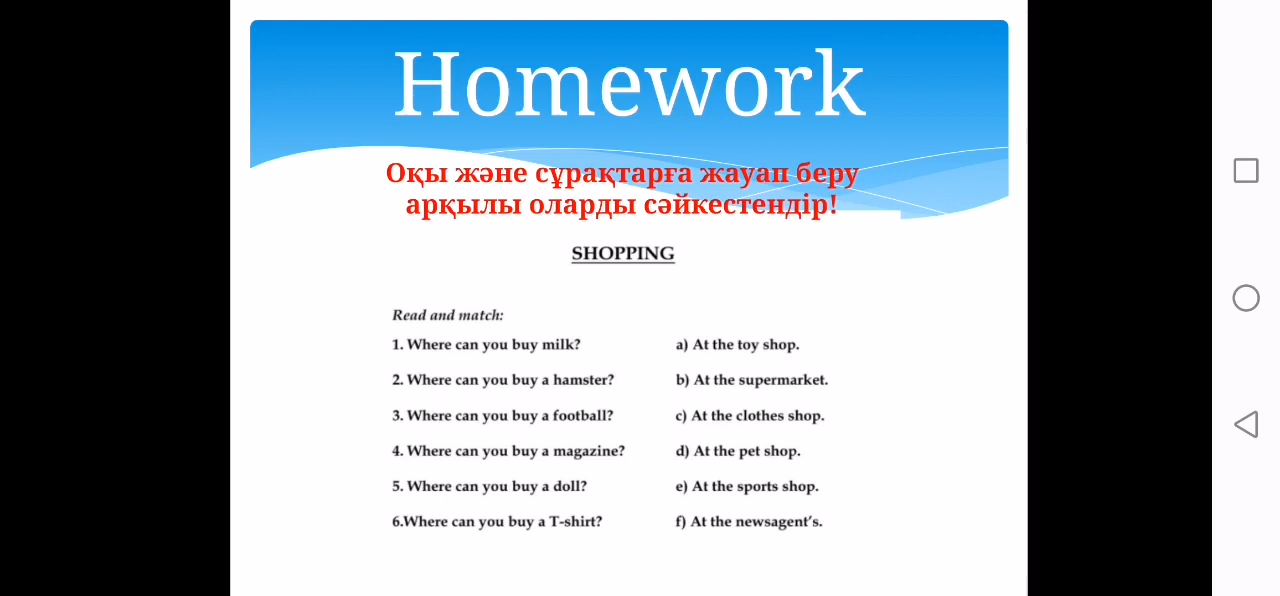 Homework
Оқы және сұрақтарға жауап беру
арқылы оларды сәйкестендір!
SHOPPING
Read and match:
1. Where can you buy milk? a) At the toy shop.
2. Where can you buy a hamster? b) At the supermarket.
3. Where can you buy a football? c) At the clothes shop.
4. Where can you buy a magazine? d) At the pet shop.
5. Where can you buy a doll? e) At the sports shop.
6.Where can you buy a T-shirt? f) At the newsagent's.